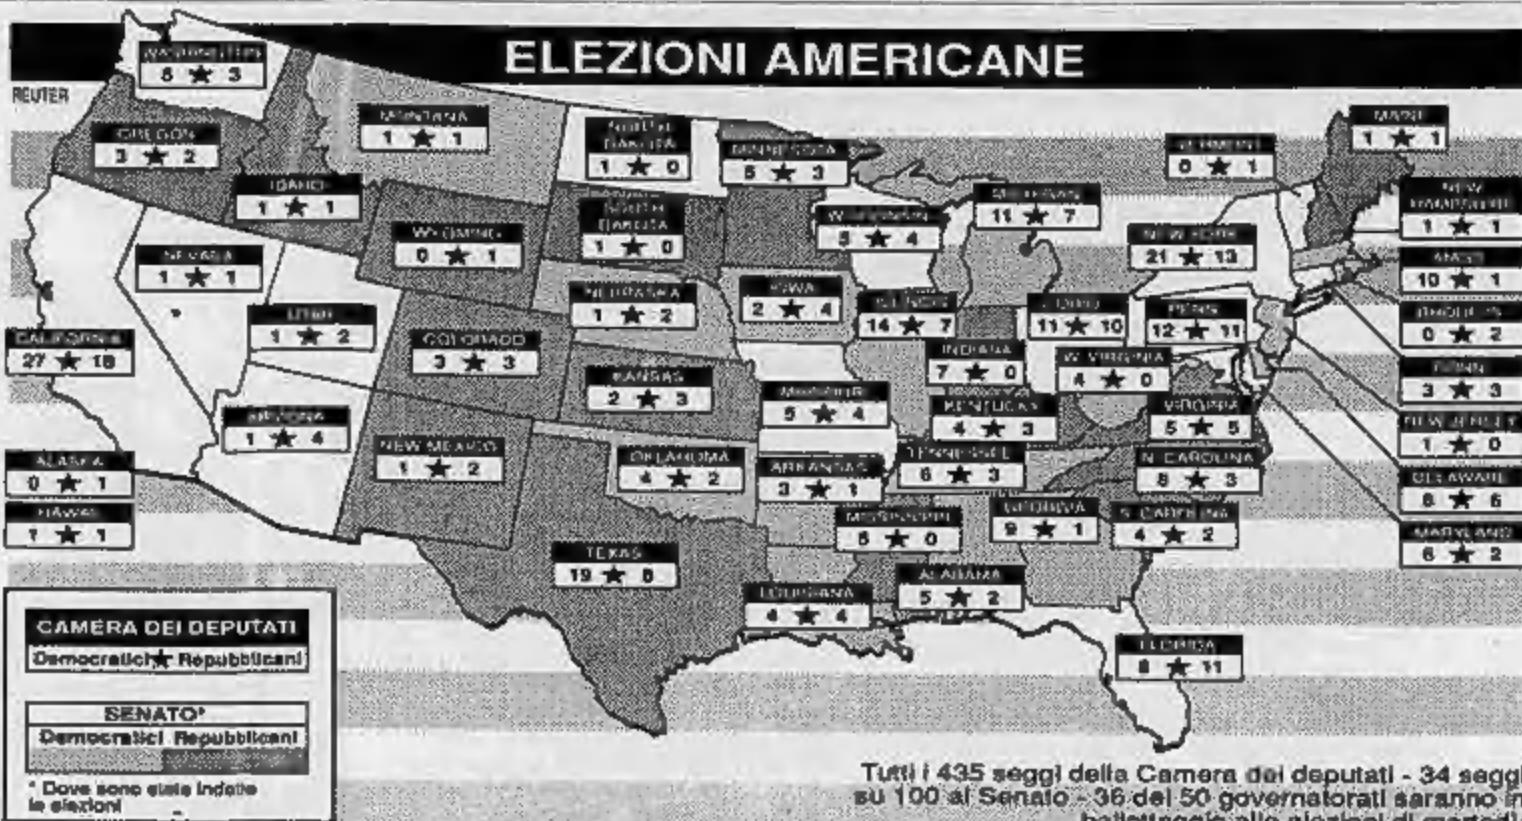 ELEZIONI AMERICANE
REUTER
WASHINGTON
5 ★ 3
OREGON
3 ★ 2
MONTANA
1 ★ 1
IDAHO
1 ★ 1
NORTH DAKOTA
1 ★ 0
MINNESOTA
5 ★ 3
SOUTH DAKOTA
1 ★ 0
WYOMING
0 ★ 1
NEVADA
1 ★ 1
UTAH
1 ★ 2
CALIFORNIA
27 ★ 18
COLORADO
3 ★ 3
NEBRASKA
1 ★ 2
IOWA
2 ★ 4
KANSAS
2 ★ 3
ARIZONA
1 ★ 4
NEW MEXICO
1 ★ 2
OKLAHOMA
4 ★ 2
TEXAS
19 ★ 8
ALASKA
0 ★ 1
HAWAI
1 ★ 1
WISCONSIN
5 ★ 4
MICHIGAN
11 ★ 7
ILLINOIS
14 ★ 7
INDIANA
7 ★ 0
OHIO
11 ★ 10
MISSOURI
5 ★ 4
KENTUCKY
4 ★ 3
W. VIRGINIA
4 ★ 0
PENN
12 ★ 11
NEW YORK
21 ★ 13
VERMONT
0 ★ 1
MAINE
1 ★ 1
NEW HAMPSHIRE
1 ★ 1
MASS
10 ★ 1
0 ★ 2
CONN
3 ★ 3
NEW JERSEY
1 ★ 0
DELAWARE
8 ★ 6
MARYLAND
6 ★ 2
5 ★ 5
N. CAROLINA
8 ★ 3
S. CAROLINA
4 ★ 2
TENNESSEE
6 ★ 3
ARKANSAS
3 ★ 1
5 ★ 0
GEORGIA
9 ★ 1
ALABAMA
5 ★ 2
LOUISIANA
4 ★ 4
FLORIDA
8 ★ 11
CAMERA DEI DEPUTATI
Democratici ★ Repubblicani
SENATO*
Democratici Repubblicani
* Dove sono state indette
le elezioni
Tutti i 435 seggi della Camera dei deputati - 34 seggi
su 100 al Senato - 36 dei 50 governatorati saranno in
ballottaggio alle elezioni di martedì